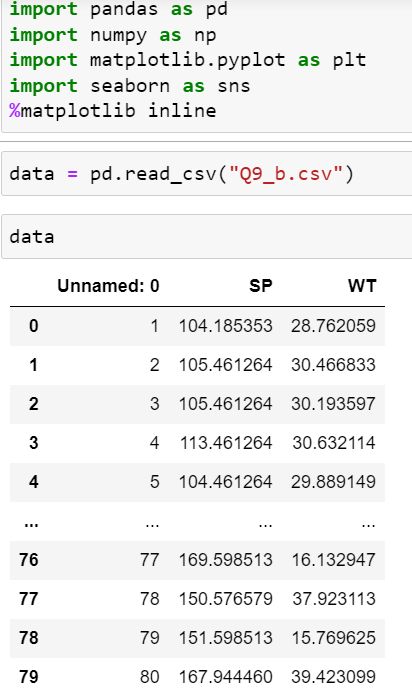 import pandas as pd
import numpy as np
import matplotlib.pyplot as plt
import seaborn as sns
%matplotlib inline
data = pd.read_csv("Q9_b.csv")
data
Unnamed: 0 SP WT
0 1 104.185353 28.762059
1 2 105.461264 30.466833
2 3 105.461264 30.193597
3 4 113.461264 30.632114
4 5 104.461264 29.889149
... ... ... ...
76 77 169.598513 16.132947
77 78 150.576579 37.923113
78 79 151.598513 15.769625
79 80 167.944460 39.423099